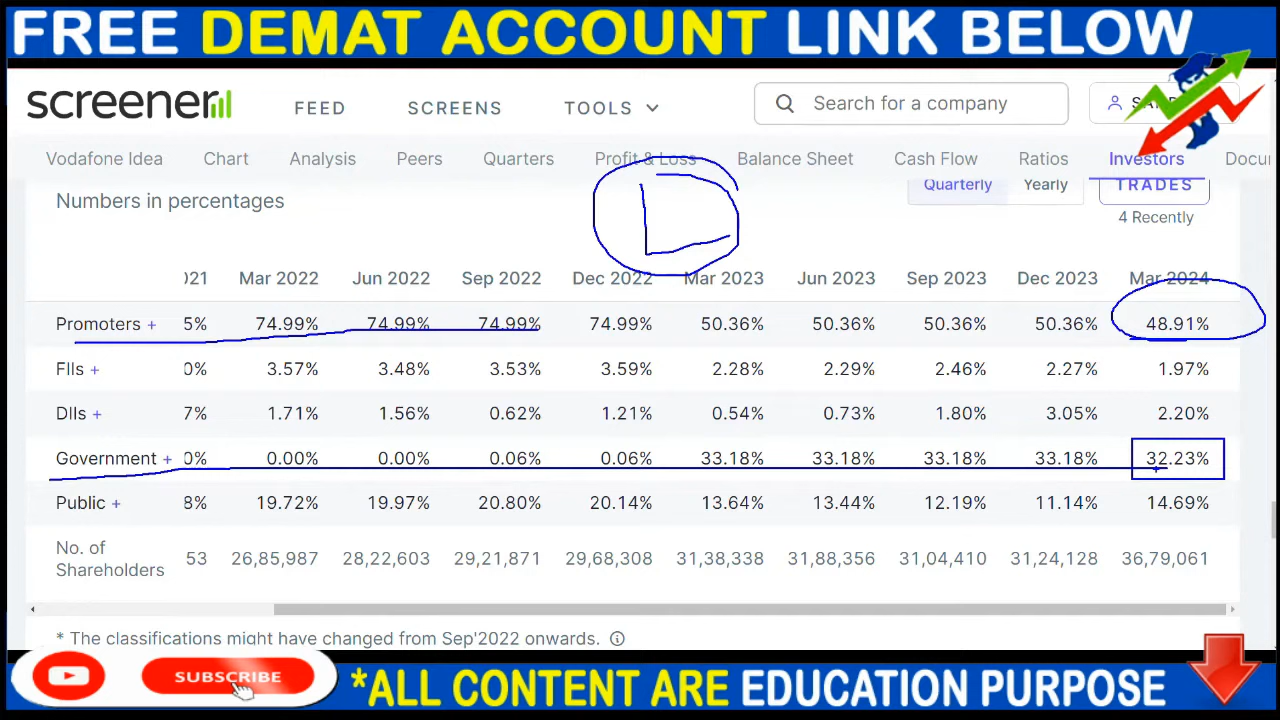 FREE DEMAT ACCOUNT LINK BELOW
screener FEED SCREENS TOOLS Search for a company
Vodafone Idea Chart Analysis Peers Quarters Profit & Loss Balance Sheet Cash Flow Ratios Investors
Numbers in percentages Quarterly Yearly TRADES
4 Recently
Mar 2022 Jun 2022 Sep 2022 Dec 2022 Mar 2023 Jun 2023 Sep 2023 Dec 2023 Mar 2024
Promoters + 5% 74.99% 74.99% 74.99% 74.99% 50.36% 50.36% 50.36% 50.36% 48.91%
FIIs + 0% 3.57% 3.48% 3.53% 3.59% 2.28% 2.29% 2.46% 2.27% 1.97%
DIIs + 7% 1.71% 1.56% 0.62% 1.21% 0.54% 0.73% 1.80% 3.05% 2.20%
Government + 0% 0.00% 0.00% 0.06% 0.06% 33.18% 33.18% 33.18% 33.18% 32.23%
Public + 8% 19.72% 19.97% 20.80% 20.14% 13.64% 13.44% 12.19% 11.14% 14.69%
No. of
Shareholders 53 26,85,987 28,22,603 29,21,871 29,68,308 31,38,338 31,88,356 31,04,410 31,24,128 36,79,061
* The classifications might have changed from Sep'2022 onwards.
SUBSCRIBE
*ALL CONTENT ARE EDUCATION PURPOSE